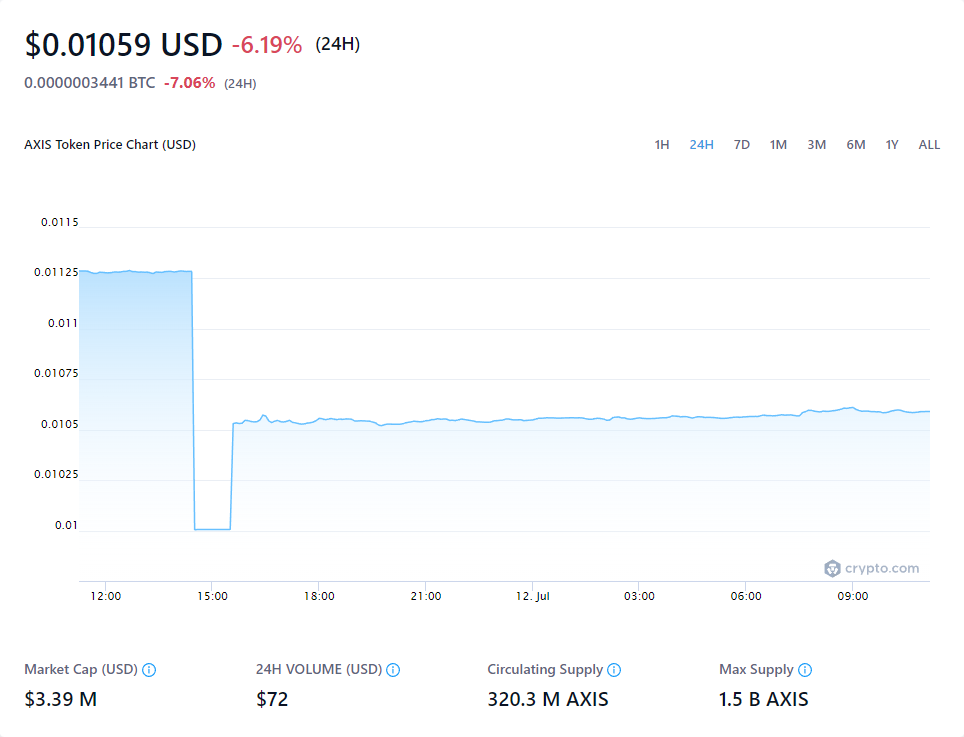 $0.01059 USD -6.19% (24H)
0.0000003441 BTC -7.06% (24H)
AXIS Token Price Chart (USD) 1H 24H 7D 1M 3M 6M 1Y ALL
0.0115
0.01125
0.011
0.01075
0.0105
0.01025
0.01
crypto.com
12:00 15:00 18:00 21:00 12. Jul 03:00 06:00 09:00
Market Cap (USD) 24H VOLUME (USD) Circulating Supply Max Supply
$3.39 M $72 320.3 M AXIS 1.5 B AXIS